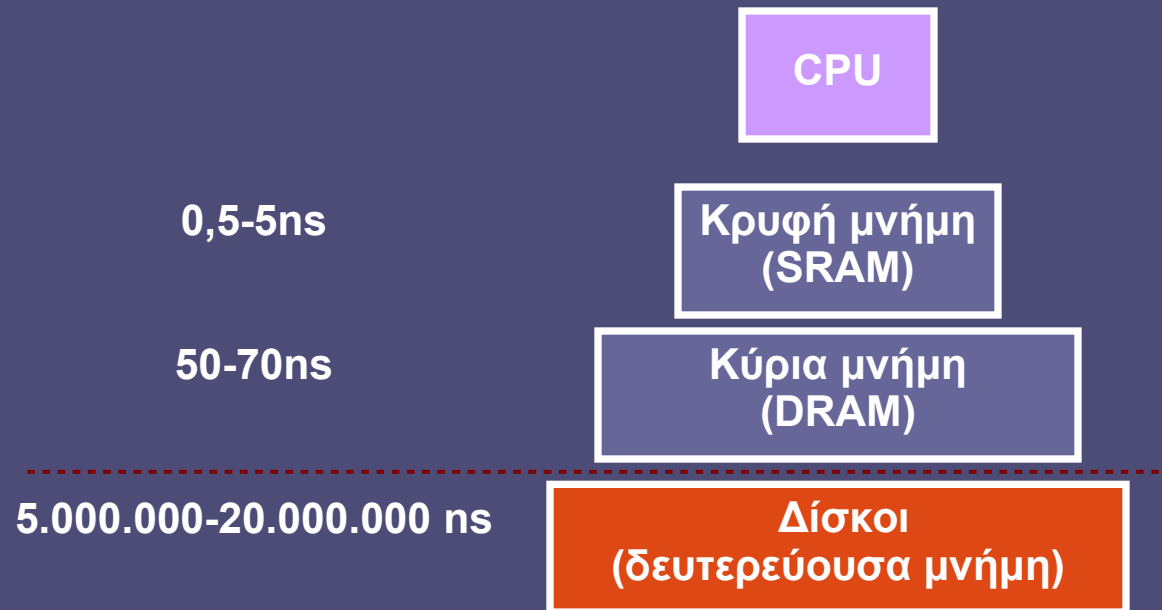 CPU
0,5-5ns
Κρυφή μνήμη
(SRAM)
50-70ns
Κύρια μνήμη
(DRAM)
5.000.000-20.000.000 ns
Δίσκοι
(δευτερεύουσα μνήμη)